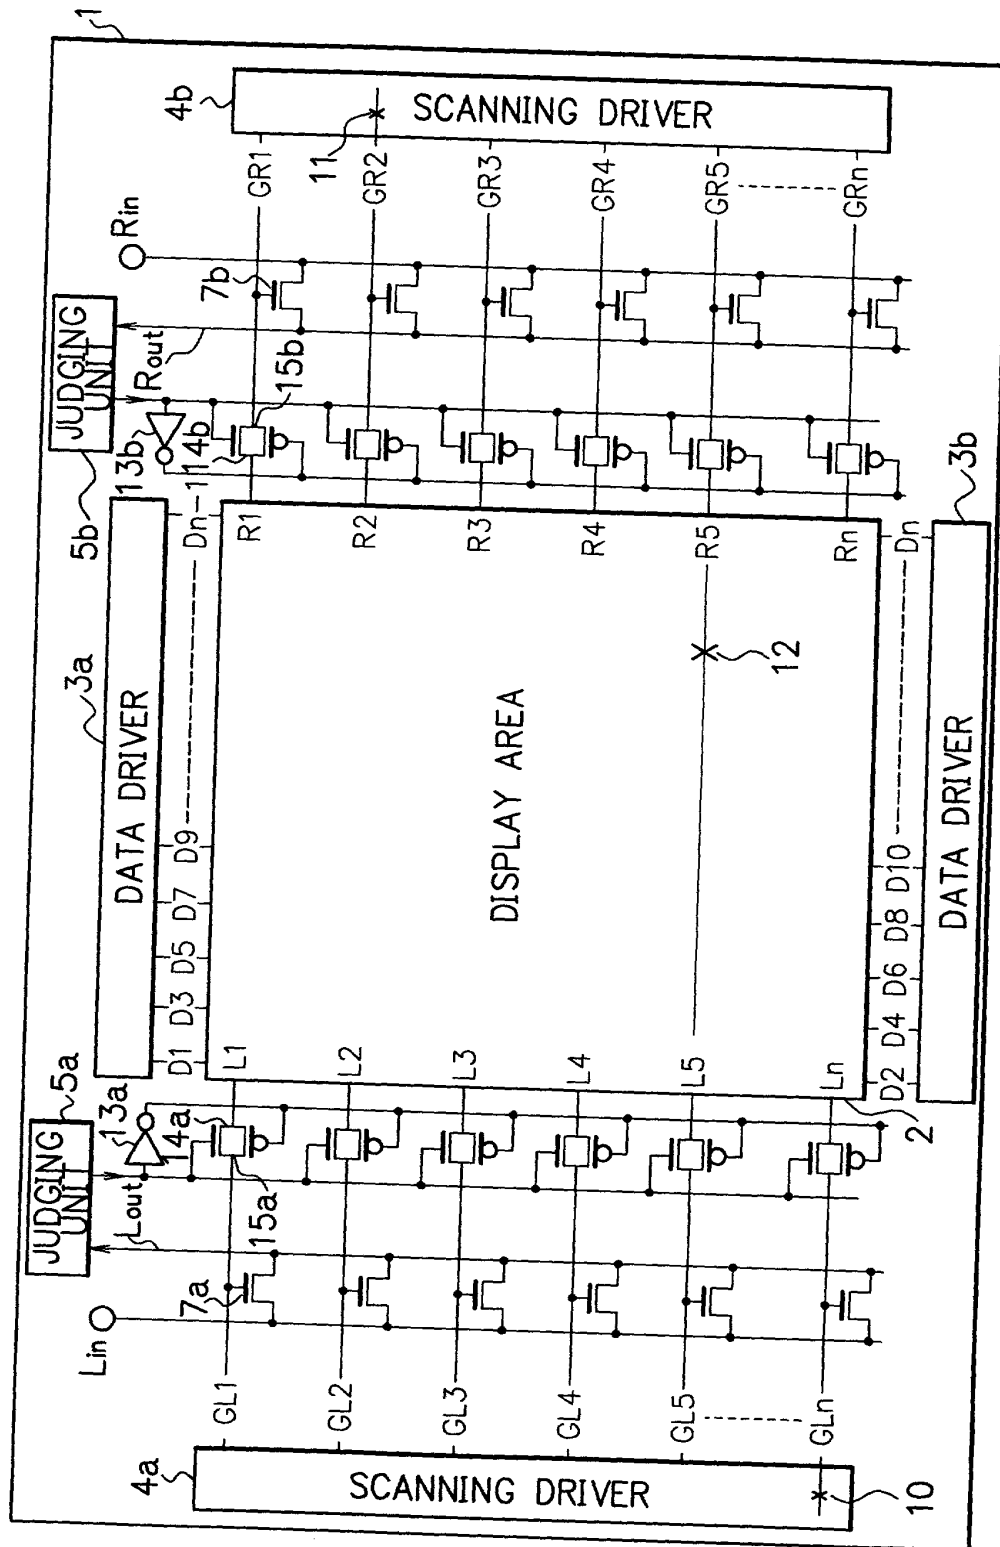 1
4b
SCANNING DRIVER
11
GR1
GR2
GR3
GR4
GR5
GRn
Rin
7b
JUDGING
UNIT
Rout
15b
13b
14b
5b
3b
3a
DATA DRIVER
D1 D3 D5 D7 D9 Dn
R1
R2
R3
R4
R5
Rn
DISPLAY AREA
12
L1
L2
L3
L4
L5
Ln
D2 D4 D6 D8 D10 Dn
DATA DRIVER
2
5a
JUDGING
UNIT
13a
14a
15a
Lout
7a
Lin
GL1
GL2
GL3
GL4
GL5
GLn
4a
SCANNING DRIVER
10